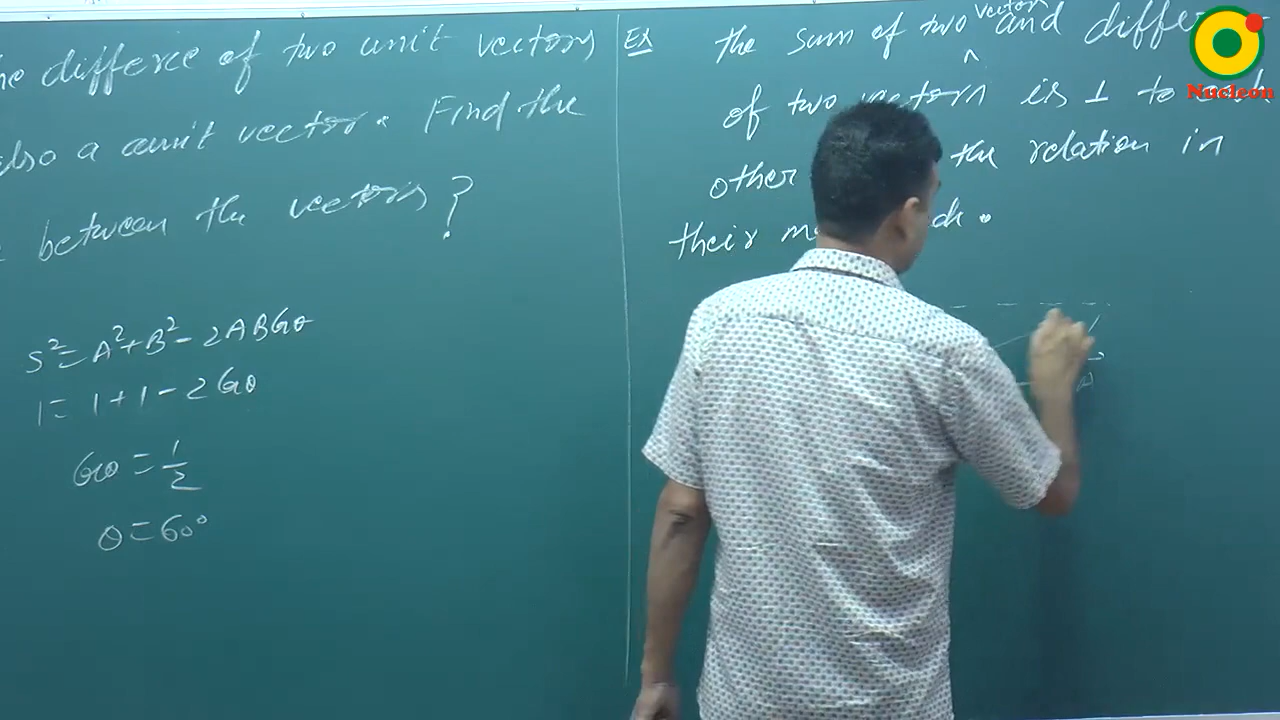 he differce of two unit vectors
also a unit vector. Find the
between the vectors?
S² = A² + B² - 2AB Cosθ
1 = 1 + 1 - 2 Cosθ
Cosθ = 1/2
θ = 60°
Ex the sum of two vectors and differ
of two vectors is ⊥ to each
other the relation in
their
Nucleon